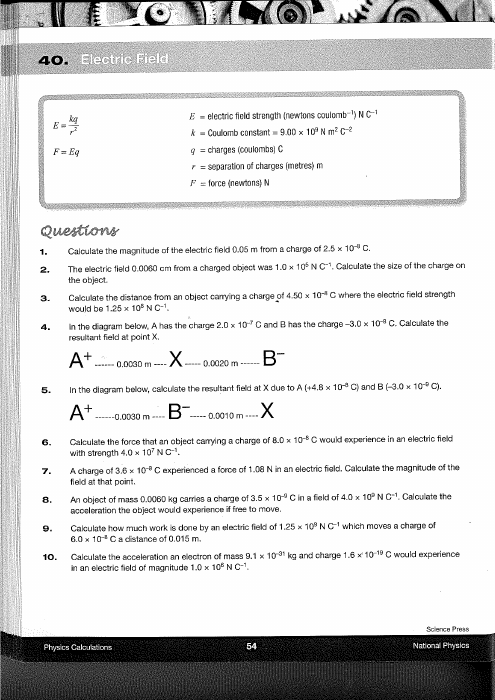 40. Electric Field
E = kq/r²
F = Eq
E = electric field strength (newtons coulomb⁻¹) N C⁻¹
k = Coulomb constant = 9.00 × 10⁹ N m² C⁻²
q = charges (coulombs) C
r = separation of charges (metres) m
F = force (newtons) N
Questions
1. Calculate the magnitude of the electric field 0.05 m from a charge of 2.5 × 10⁻⁹ C.
2. The electric field 0.0060 cm from a charged object was 1.0 × 10⁵ N C⁻¹. Calculate the size of the charge on
the object.
3. Calculate the distance from an object carrying a charge of 4.50 × 10⁻⁸ C where the electric field strength
would be 1.25 × 10⁸ N C⁻¹.
4. In the diagram below, A has the charge 2.0 × 10⁻⁷ C and B has the charge –3.0 × 10⁻⁹ C. Calculate the
resultant field at point X.
A⁺ ------ 0.0030 m ---- X ----- 0.0020 m ------ B⁻
5. In the diagram below, calculate the resultant field at X due to A (+4.8 × 10⁻⁸ C) and B (–3.0 × 10⁻⁹ C).
A⁺ ------0.0030 m ---- B⁻ ----- 0.0010 m ---- X
6. Calculate the force that an object carrying a charge of 8.0 × 10⁻⁸ C would experience in an electric field
with strength 4.0 × 10⁷ N C⁻¹.
7. A charge of 3.6 × 10⁻⁹ C experienced a force of 1.08 N in an electric field. Calculate the magnitude of the
field at that point.
8. An object of mass 0.0060 kg carries a charge of 3.5 × 10⁻⁹ C in a field of 4.0 × 10⁹ N C⁻¹. Calculate the
acceleration the object would experience if free to move.
9. Calculate how much work is done by an electric field of 1.25 × 10⁹ N C⁻¹ which moves a charge of
6.0 × 10⁻⁸ C a distance of 0.015 m.
10. Calculate the acceleration an electron of mass 9.1 × 10⁻³¹ kg and charge 1.6 × 10⁻¹⁹ C would experience
in an electric field of magnitude 1.0 × 10⁶ N C⁻¹.
Science Press
Physics Calculations 54 National Physics